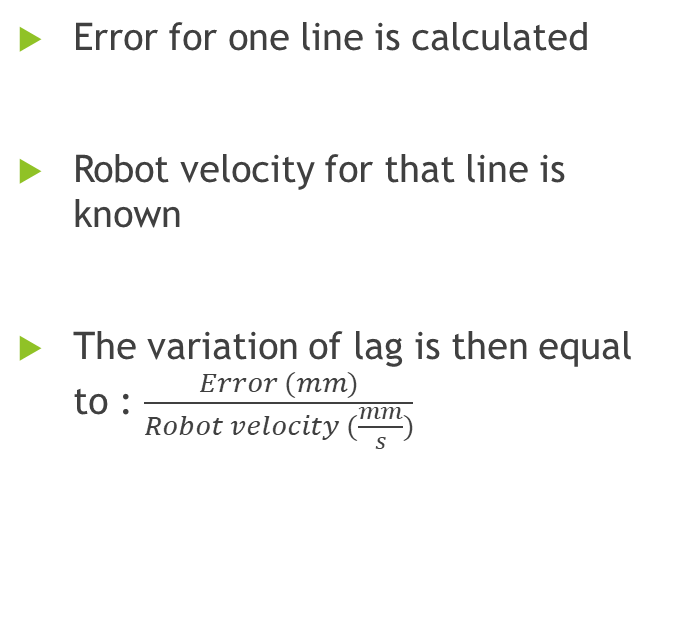 Error for one line is calculated
Robot velocity for that line is
known
The variation of lag is then equal
to : Error (mm) / Robot velocity (mm/s)